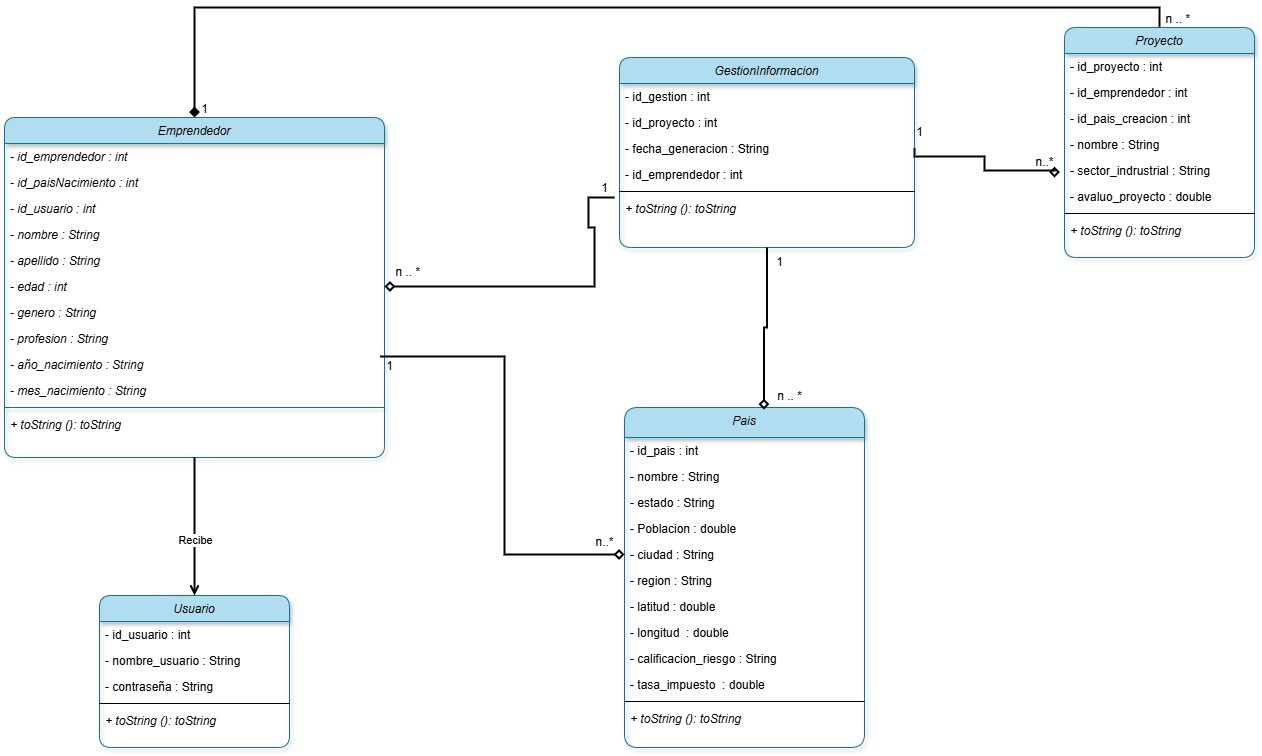 n .. *
Proyecto
- id_proyecto : int
- id_emprendedor : int
- id_pais_creacion : int
- nombre : String
- sector_indrustrial : String
- avaluo_proyecto : double
+ toString (): toString
GestionInformacion
- id_gestion : int
- id_proyecto : int
- fecha_generacion : String
- id_emprendedor : int
+ toString (): toString
1
n..*
1
n .. *
1
n .. *
1
Emprendedor
- id_emprendedor : int
- id_paisNacimiento : int
- id_usuario : int
- nombre : String
- apellido : String
- edad : int
- genero : String
- profesion : String
- año_nacimiento : String
- mes_nacimiento : String
+ toString (): toString
1
n..*
Pais
- id_pais : int
- nombre : String
- estado : String
- Poblacion : double
- ciudad : String
- region : String
- latitud : double
- longitud : double
- calificacion_riesgo : String
- tasa_impuesto : double
+ toString (): toString
Recibe
Usuario
- id_usuario : int
- nombre_usuario : String
- contraseña : String
+ toString (): toString